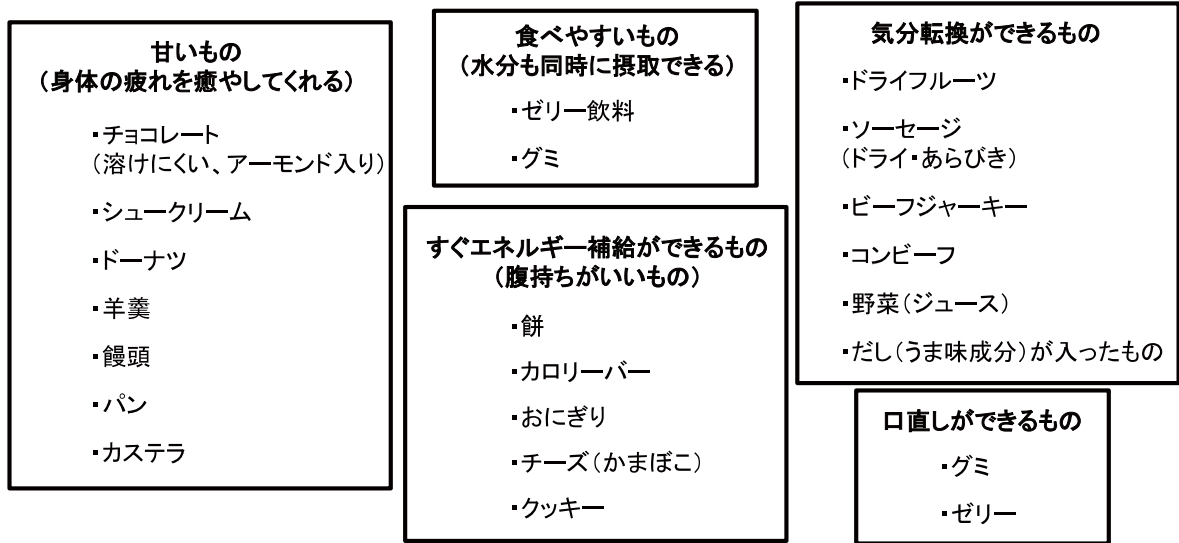 甘いもの
（身体の疲れを癒やしてくれる）
・チョコレート
（溶けにくい、アーモンド入り）
・シュークリーム
・ドーナツ
・羊羹
・饅頭
・パン
・カステラ
食べやすいもの
（水分も同時に摂取できる）
・ゼリー飲料
・グミ
すぐエネルギー補給ができるもの
（腹持ちがいいもの）
・餅
・カロリーバー
・おにぎり
・チーズ（かまぼこ）
・クッキー
気分転換ができるもの
・ドライフルーツ
・ソーセージ
（ドライ・あらびき）
・ビーフジャーキー
・コンビーフ
・野菜（ジュース）
・だし（うま味成分）が入ったもの
口直しができるもの
・グミ
・ゼリー